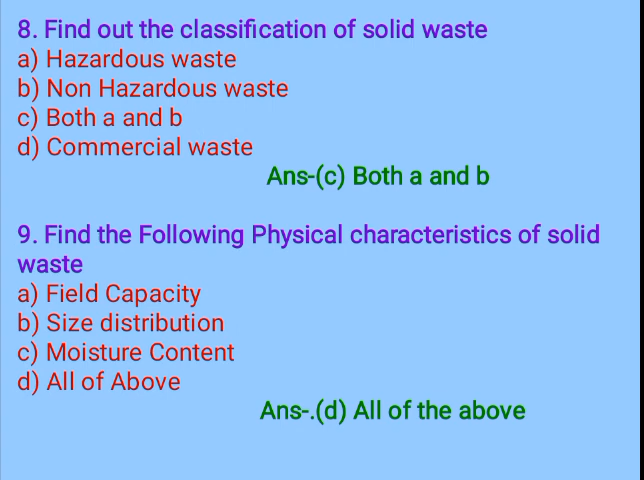 8. Find out the classification of solid waste
a) Hazardous waste
b) Non Hazardous waste
c) Both a and b
d) Commercial waste
Ans-(c) Both a and b
9. Find the Following Physical characteristics of solid
waste
a) Field Capacity
b) Size distribution
c) Moisture Content
d) All of Above
Ans-.(d) All of the above